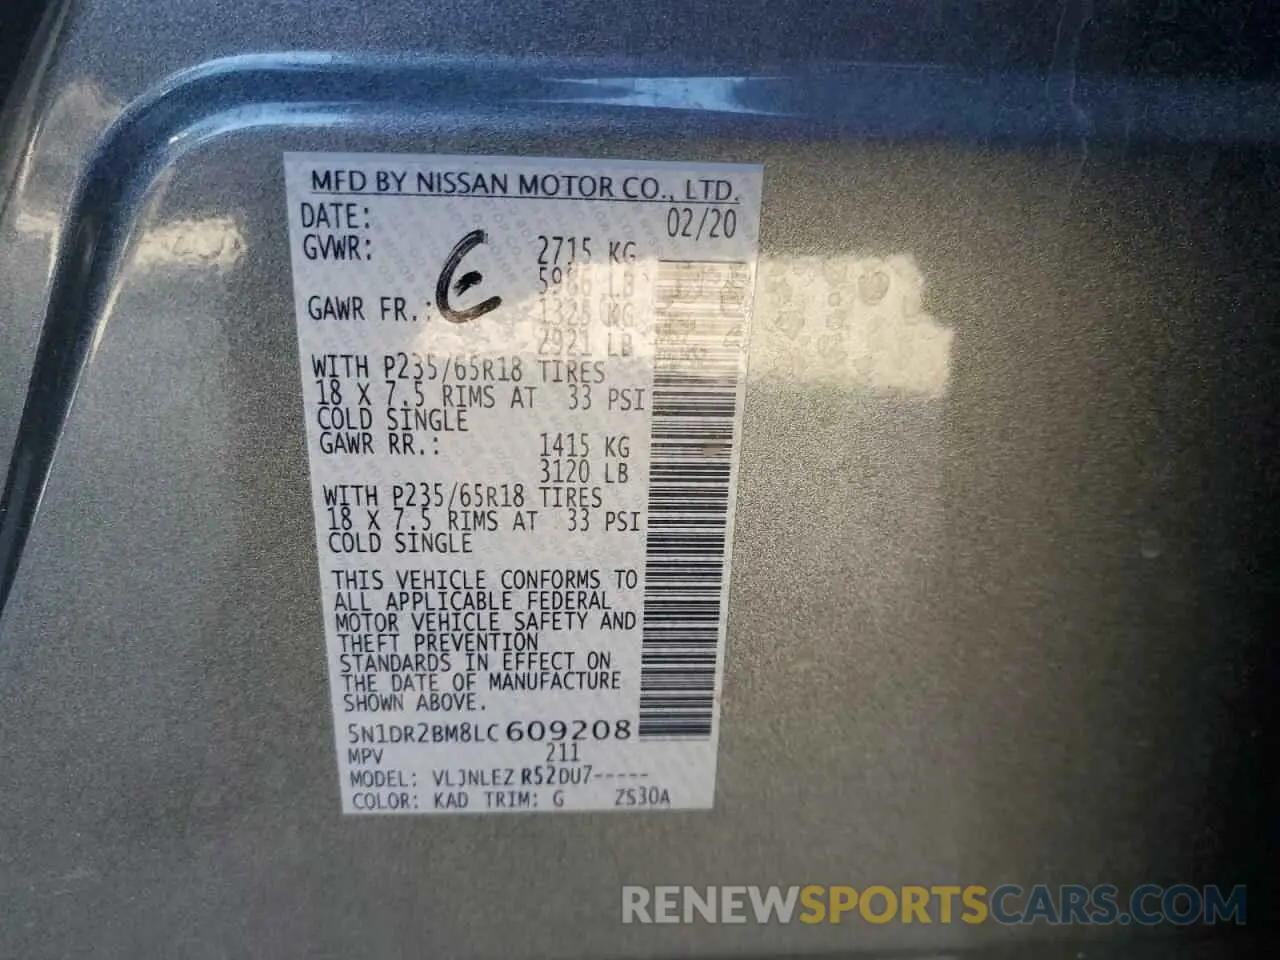 MFD BY NISSAN MOTOR CO., LTD.
DATE: 02/20
GVWR: 2715 KG
LB
GAWR FR.: 1325 KG
2921 LB
WITH P235/65R18 TIRES
18 X 7.5 RIMS AT 33 PSI
COLD SINGLE
GAWR RR.: 1415 KG
3120 LB
WITH P235/65R18 TIRES
18 X 7.5 RIMS AT 33 PSI
COLD SINGLE
THIS VEHICLE CONFORMS TO
ALL APPLICABLE FEDERAL
MOTOR VEHICLE SAFETY AND
THEFT PREVENTION
STANDARDS IN EFFECT ON
THE DATE OF MANUFACTURE
SHOWN ABOVE.
5N1DR2BM8LC609208
MPV 211
MODEL: VLJNLEZ R52DU7-----
COLOR: KAD TRIM: G ZS30A
RENEWSPORTSCARS.COM